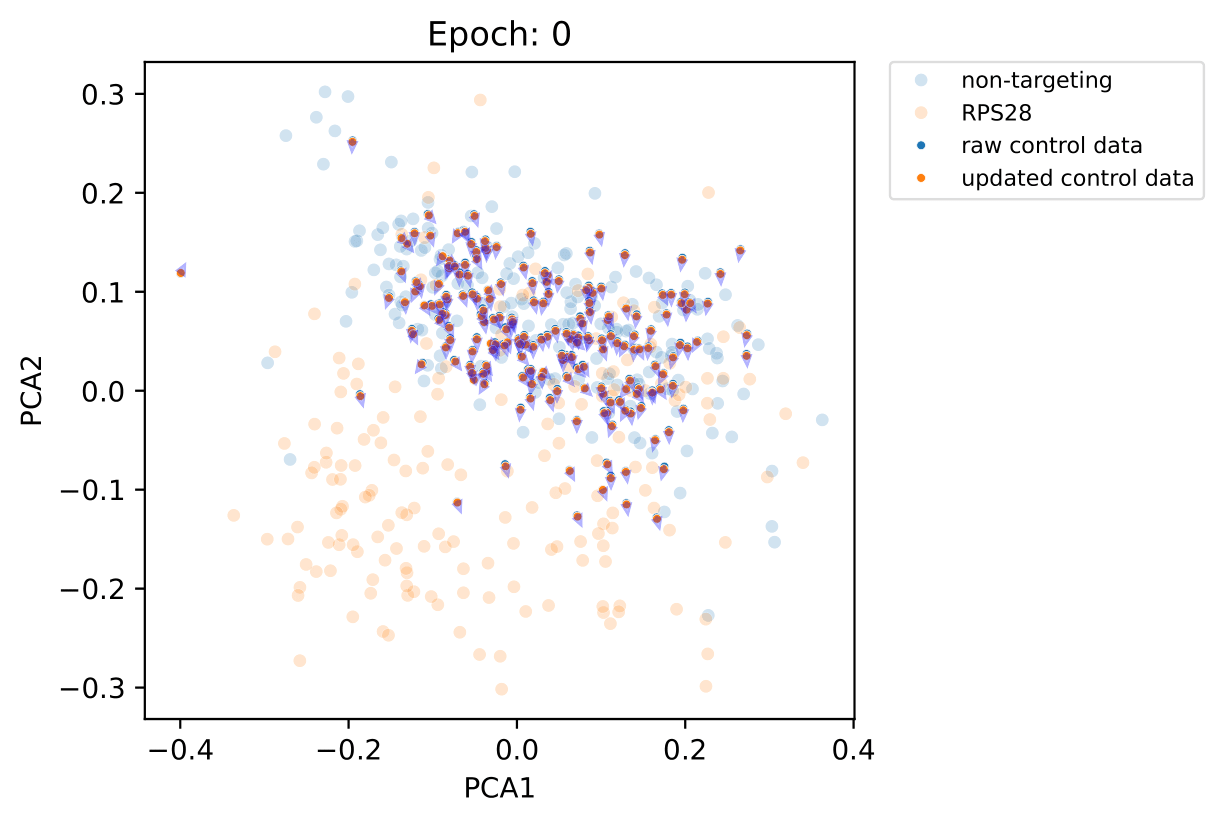 Epoch: 0
non-targeting
RPS28
raw control data
updated control data
0.3
0.2
0.1
0.0
−0.1
−0.2
−0.3
PCA2
−0.4
−0.2
0.0
0.2
0.4
PCA1